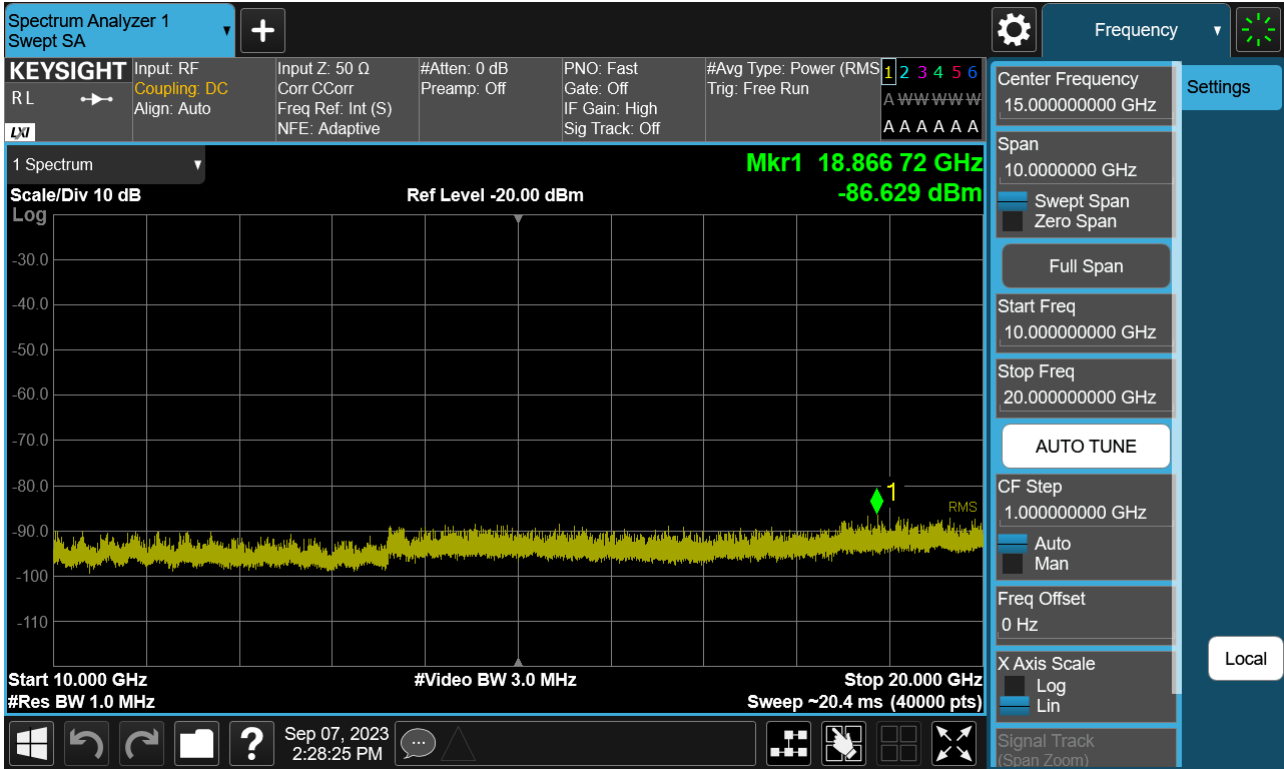 Spectrum Analyzer 1
Swept SA
Frequency
KEYSIGHT
R L
LXI
Input: RF
Coupling: DC
Align: Auto
Input Z: 50 Ω
Corr CCorr
Freq Ref: Int (S)
NFE: Adaptive
#Atten: 0 dB
Preamp: Off
PNO: Fast
Gate: Off
IF Gain: High
Sig Track: Off
#Avg Type: Power (RMS
Trig: Free Run
1 2 3 4 5 6
A W W W W W
A A A A A A
Center Frequency
15.000000000 GHz
Settings
Span
10.0000000 GHz
Swept Span
Zero Span
Full Span
Start Freq
10.000000000 GHz
Stop Freq
20.000000000 GHz
AUTO TUNE
CF Step
1.000000000 GHz
Auto
Man
Freq Offset
0 Hz
X Axis Scale
Log
Lin
Signal Track
(Span Zoom)
Local
1 Spectrum
Mkr1 18.866 72 GHz
-86.629 dBm
Scale/Div 10 dB
Ref Level -20.00 dBm
Log
-30.0
-40.0
-50.0
-60.0
-70.0
-80.0
-90.0
-100
-110
1
RMS
Start 10.000 GHz
#Video BW 3.0 MHz
Stop 20.000 GHz
#Res BW 1.0 MHz
Sweep ~20.4 ms (40000 pts)
?
Sep 07, 2023
2:28:25 PM